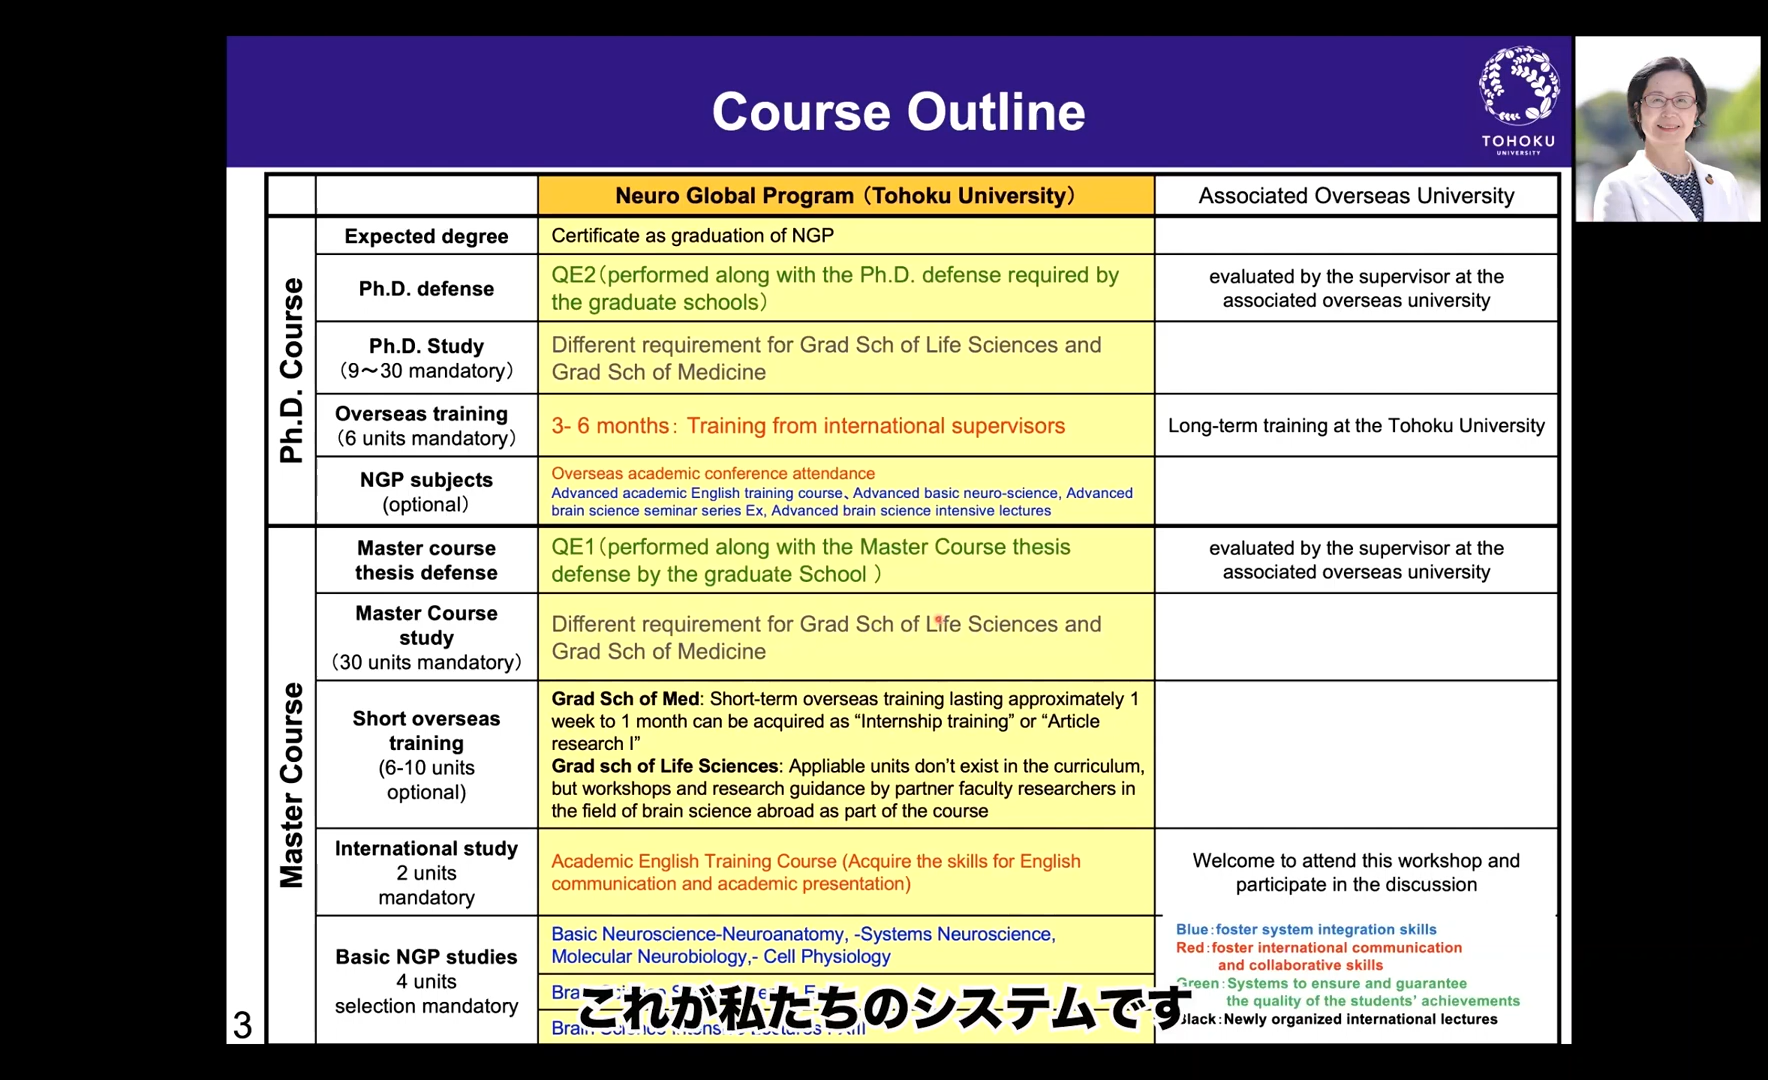 Course Outline
TOHOKU
UNIVERSITY
Neuro Global Program（Tohoku University）
Associated Overseas University
Ph.D. Course
Expected degree
Certificate as graduation of NGP
Ph.D. defense
QE2（performed along with the Ph.D. defense required by
the graduate schools）
evaluated by the supervisor at the
associated overseas university
Ph.D. Study
（9～30 mandatory）
Different requirement for Grad Sch of Life Sciences and
Grad Sch of Medicine
Overseas training
（6 units mandatory）
3- 6 months： Training from international supervisors
Long-term training at the Tohoku University
NGP subjects
(optional）
Overseas academic conference attendance
Advanced academic English training course、Advanced basic neuro-science, Advanced
brain science seminar series Ex, Advanced brain science intensive lectures
Master Course
Master course
thesis defense
QE1（performed along with the Master Course thesis
defense by the graduate School ）
evaluated by the supervisor at the
associated overseas university
Master Course
study
（30 units mandatory）
Different requirement for Grad Sch of Life Sciences and
Grad Sch of Medicine
Short overseas
training
(6-10 units
optional)
Grad Sch of Med: Short-term overseas training lasting approximately 1
week to 1 month can be acquired as “Internship training” or “Article
research I”
Grad sch of Life Sciences: Appliable units don’t exist in the curriculum,
but workshops and research guidance by partner faculty researchers in
the field of brain science abroad as part of the course
International study
2 units
mandatory
Academic English Training Course (Acquire the skills for English
communication and academic presentation)
Welcome to attend this workshop and
participate in the discussion
Basic NGP studies
4 units
selection mandatory
Basic Neuroscience-Neuroanatomy, -Systems Neuroscience,
Molecular Neurobiology,- Cell Physiology
Brain Science
Blue：foster system integration skills
Red：foster international communication
and collaborative skills
Green：Systems to ensure and guarantee
the quality of the students’ achievements
Black：Newly organized international lectures
これが私たちのシステムです
3